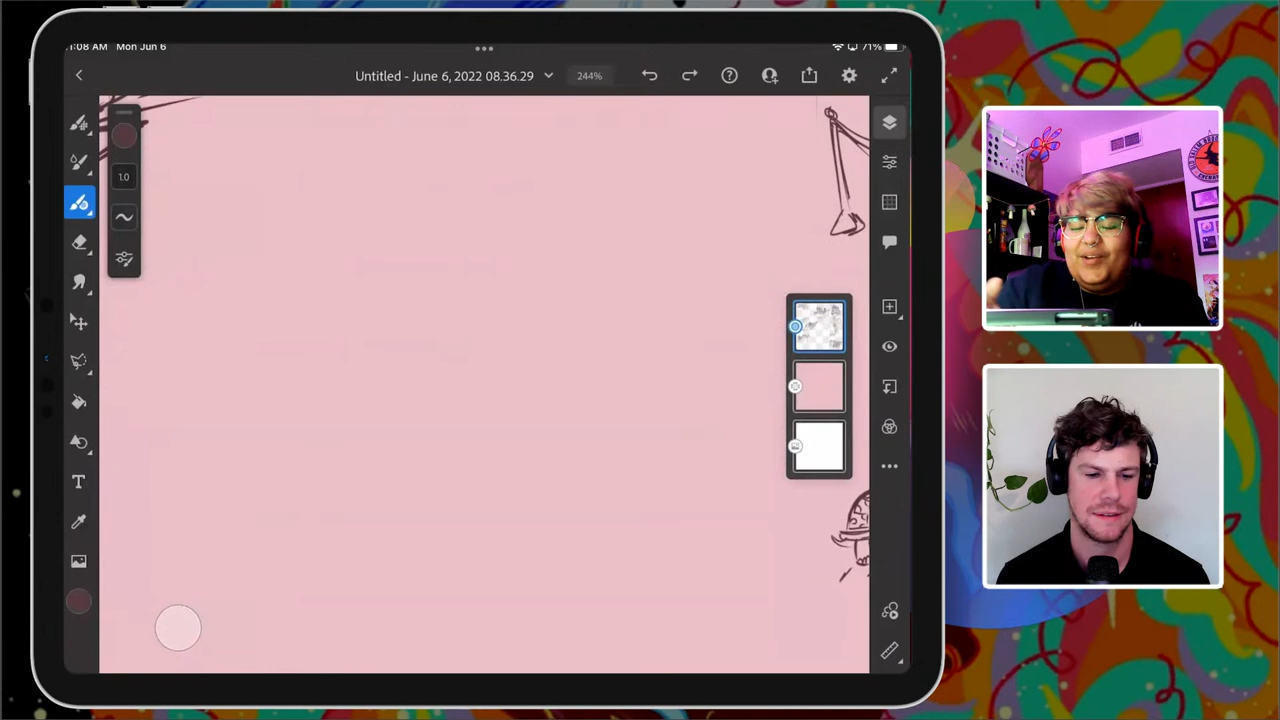 1:08 AM Mon Jun 6
71%
Untitled - June 6, 2022 08.36.29
244%
1.0
T